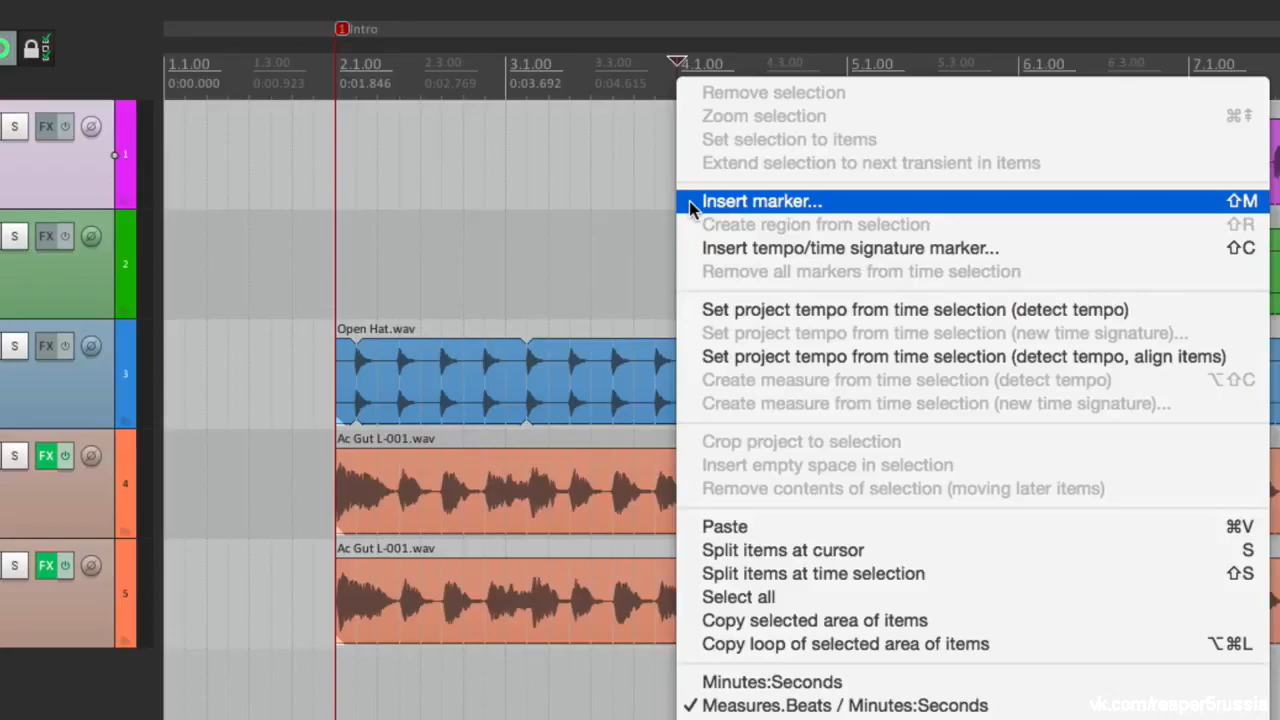 1 Intro
1.1.00 1.3.00 2.1.00 2.3.00 3.1.00 3.3.00 4.1.00 4.3.00 5.1.00 5.3.00 6.1.00 6.3.00 7.1.00
0:00.000 0:00.923 0:01.846 0:02.769 0:03.692 0:04.615
Remove selection
Zoom selection ⌘⇞
Set selection to items
Extend selection to next transient in items
S FX 1
Insert marker... ⇧M
Create region from selection ⇧R
Insert tempo/time signature marker... ⇧C
Remove all markers from time selection
S FX 2
Set project tempo from time selection (detect tempo)
Set project tempo from time selection (new time signature)...
Set project tempo from time selection (detect tempo, align items)
Create measure from time selection (detect tempo) ⌥⇧C
Create measure from time selection (new time signature)...
Open Hat.wav
S FX 3
Crop project to selection
Insert empty space in selection
Remove contents of selection (moving later items)
Ac Gut L-001.wav
S FX 4
Paste ⌘V
Split items at cursor S
Split items at time selection ⇧S
Select all
Copy selected area of items
Copy loop of selected area of items ⌥⌘L
Ac Gut L-001.wav
S FX 5
Minutes:Seconds
✓ Measures.Beats / Minutes:Seconds
vk.com/reaper5russia